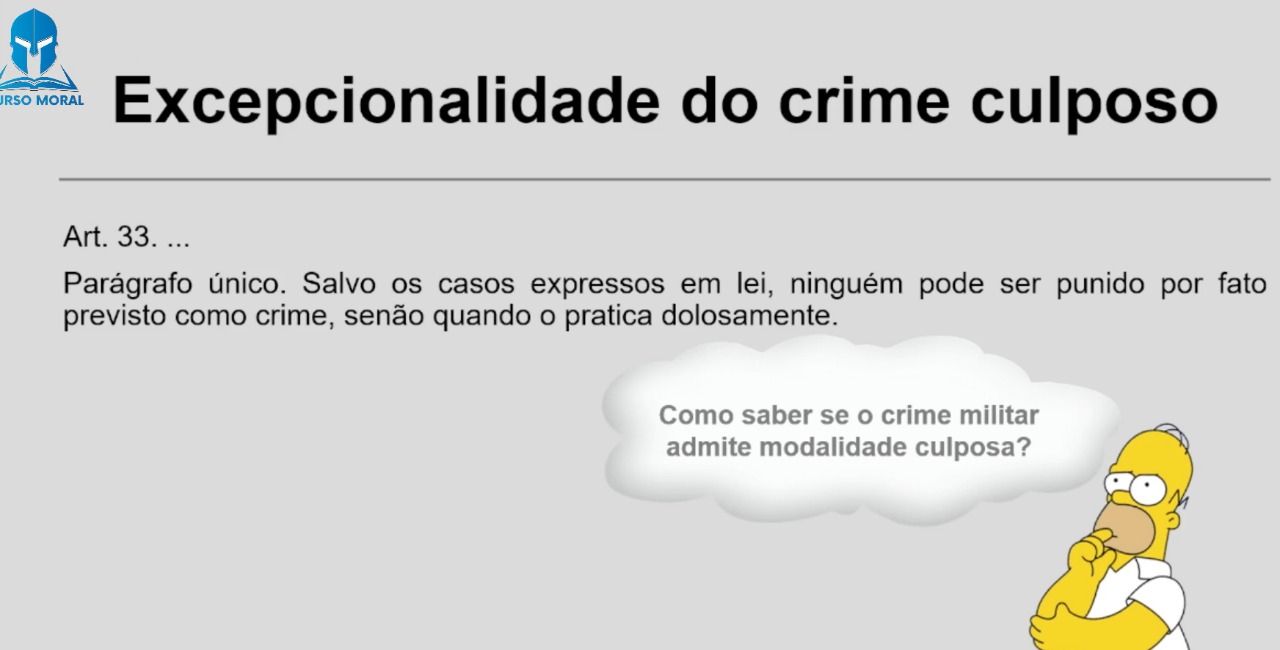 URSO MORAL
Excepcionalidade do crime culposo
Art. 33. ...
Parágrafo único. Salvo os casos expressos em lei, ninguém pode ser punido por fato
previsto como crime, senão quando o pratica dolosamente.
Como saber se o crime militar
admite modalidade culposa?